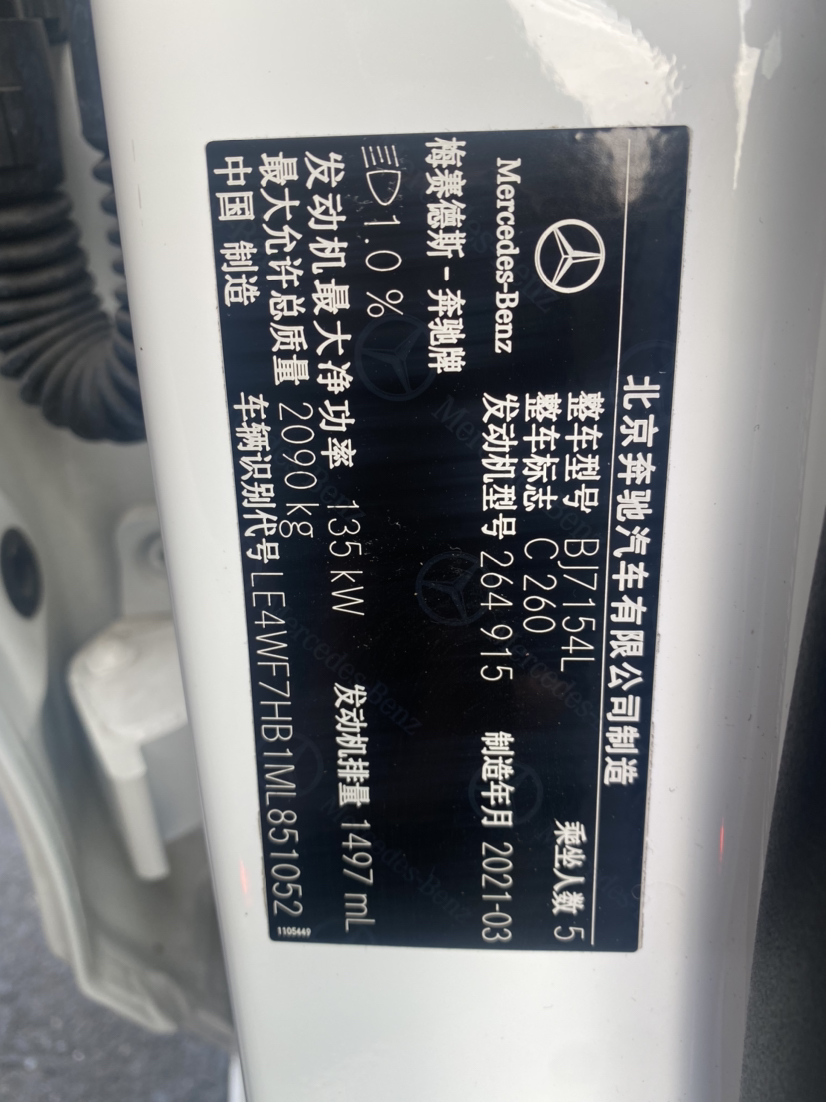 北京奔驰汽车有限公司制造
整车型号 BJ7154L 乘坐人数 5
整车标志 C 260
Mercedes-Benz 发动机型号 264 915 制造年月 2021-03
梅赛德斯-奔驰牌
1.0 %
发动机最大净功率 135 kW 发动机排量 1497 mL
最大允许总质量 2090 kg
中国 制造 车辆识别代号 LE4WF7HB1ML851052
1105449